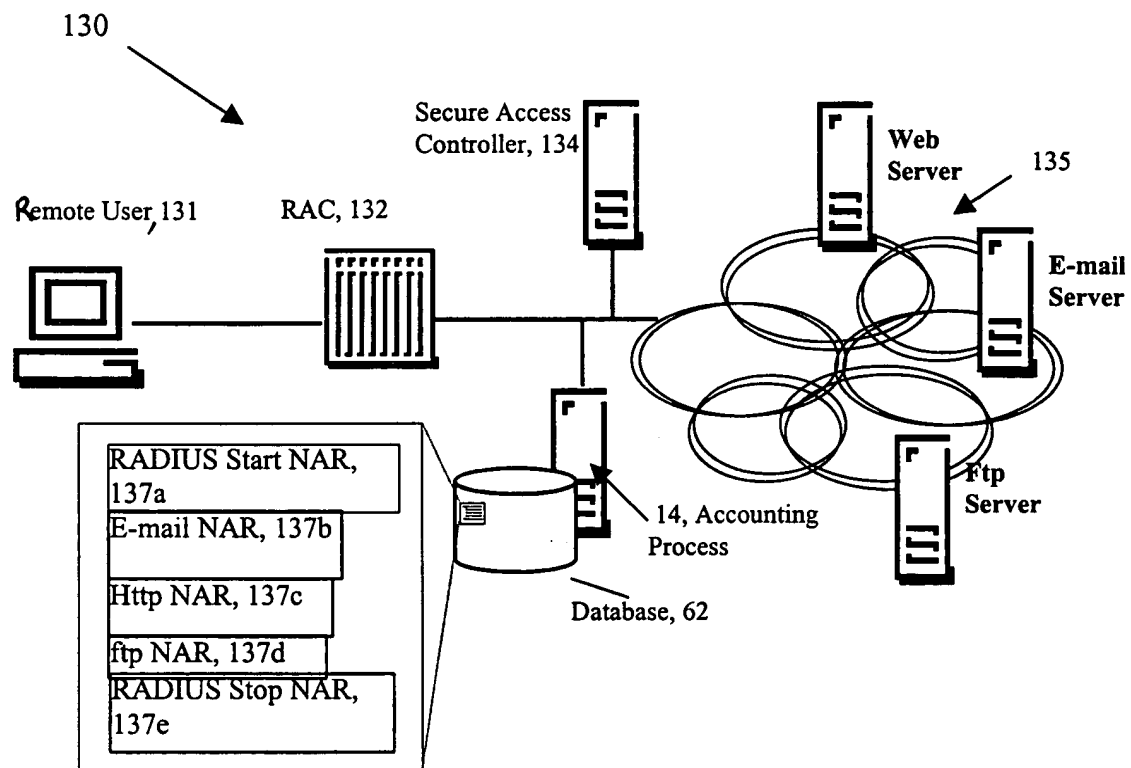 130
Secure Access
Controller, 134
Web
Server
135
Remote User, 131
RAC, 132
E-mail
Server
RADIUS Start NAR,
137a
E-mail NAR, 137b
Http NAR, 137c
ftp NAR, 137d
RADIUS Stop NAR,
137e
14, Accounting
Process
Database, 62
Ftp
Server